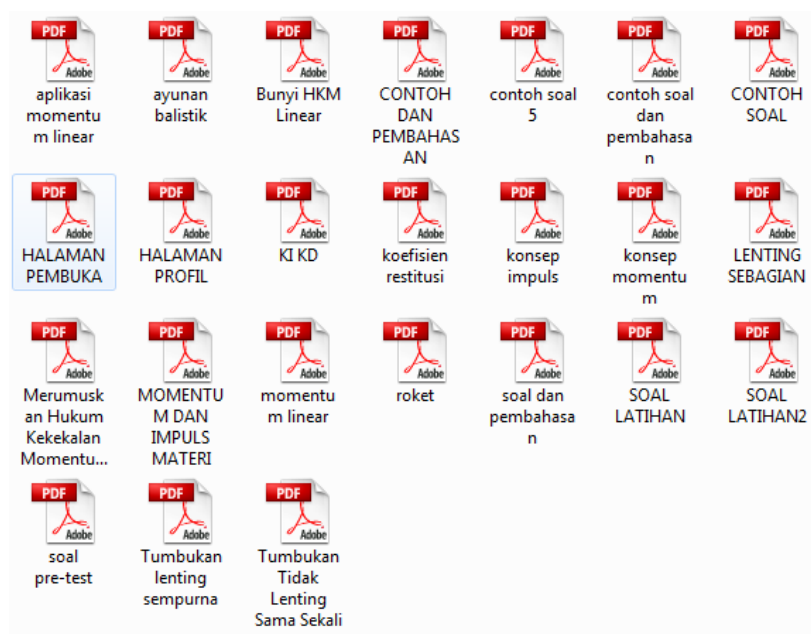 PDF PDF PDF PDF PDF PDF PDF
Adobe Adobe Adobe Adobe Adobe Adobe Adobe
aplikasi
momentu
m linear
ayunan
balistik
Bunyi HKM
Linear
CONTOH
DAN
PEMBAHAS
AN
contoh soal
5
contoh soal
dan
pembahasa
n
CONTOH
SOAL
PDF PDF PDF PDF PDF PDF PDF
Adobe Adobe Adobe Adobe Adobe Adobe Adobe
HALAMAN
PEMBUKA
HALAMAN
PROFIL
KI KD
koefisien
restitusi
konsep
impuls
konsep
momentu
m
LENTING
SEBAGIAN
PDF PDF PDF PDF PDF PDF PDF
Adobe Adobe Adobe Adobe Adobe Adobe Adobe
Merumusk
an Hukum
Kekekalan
Momentu...
MOMENTU
M DAN
IMPULS
MATERI
momentu
m linear
roket
soal dan
pembahasa
n
SOAL
LATIHAN
SOAL
LATIHAN2
PDF PDF PDF
Adobe Adobe Adobe
soal
pre-test
Tumbukan
lenting
sempurna
Tumbukan
Tidak
Lenting
Sama Sekali